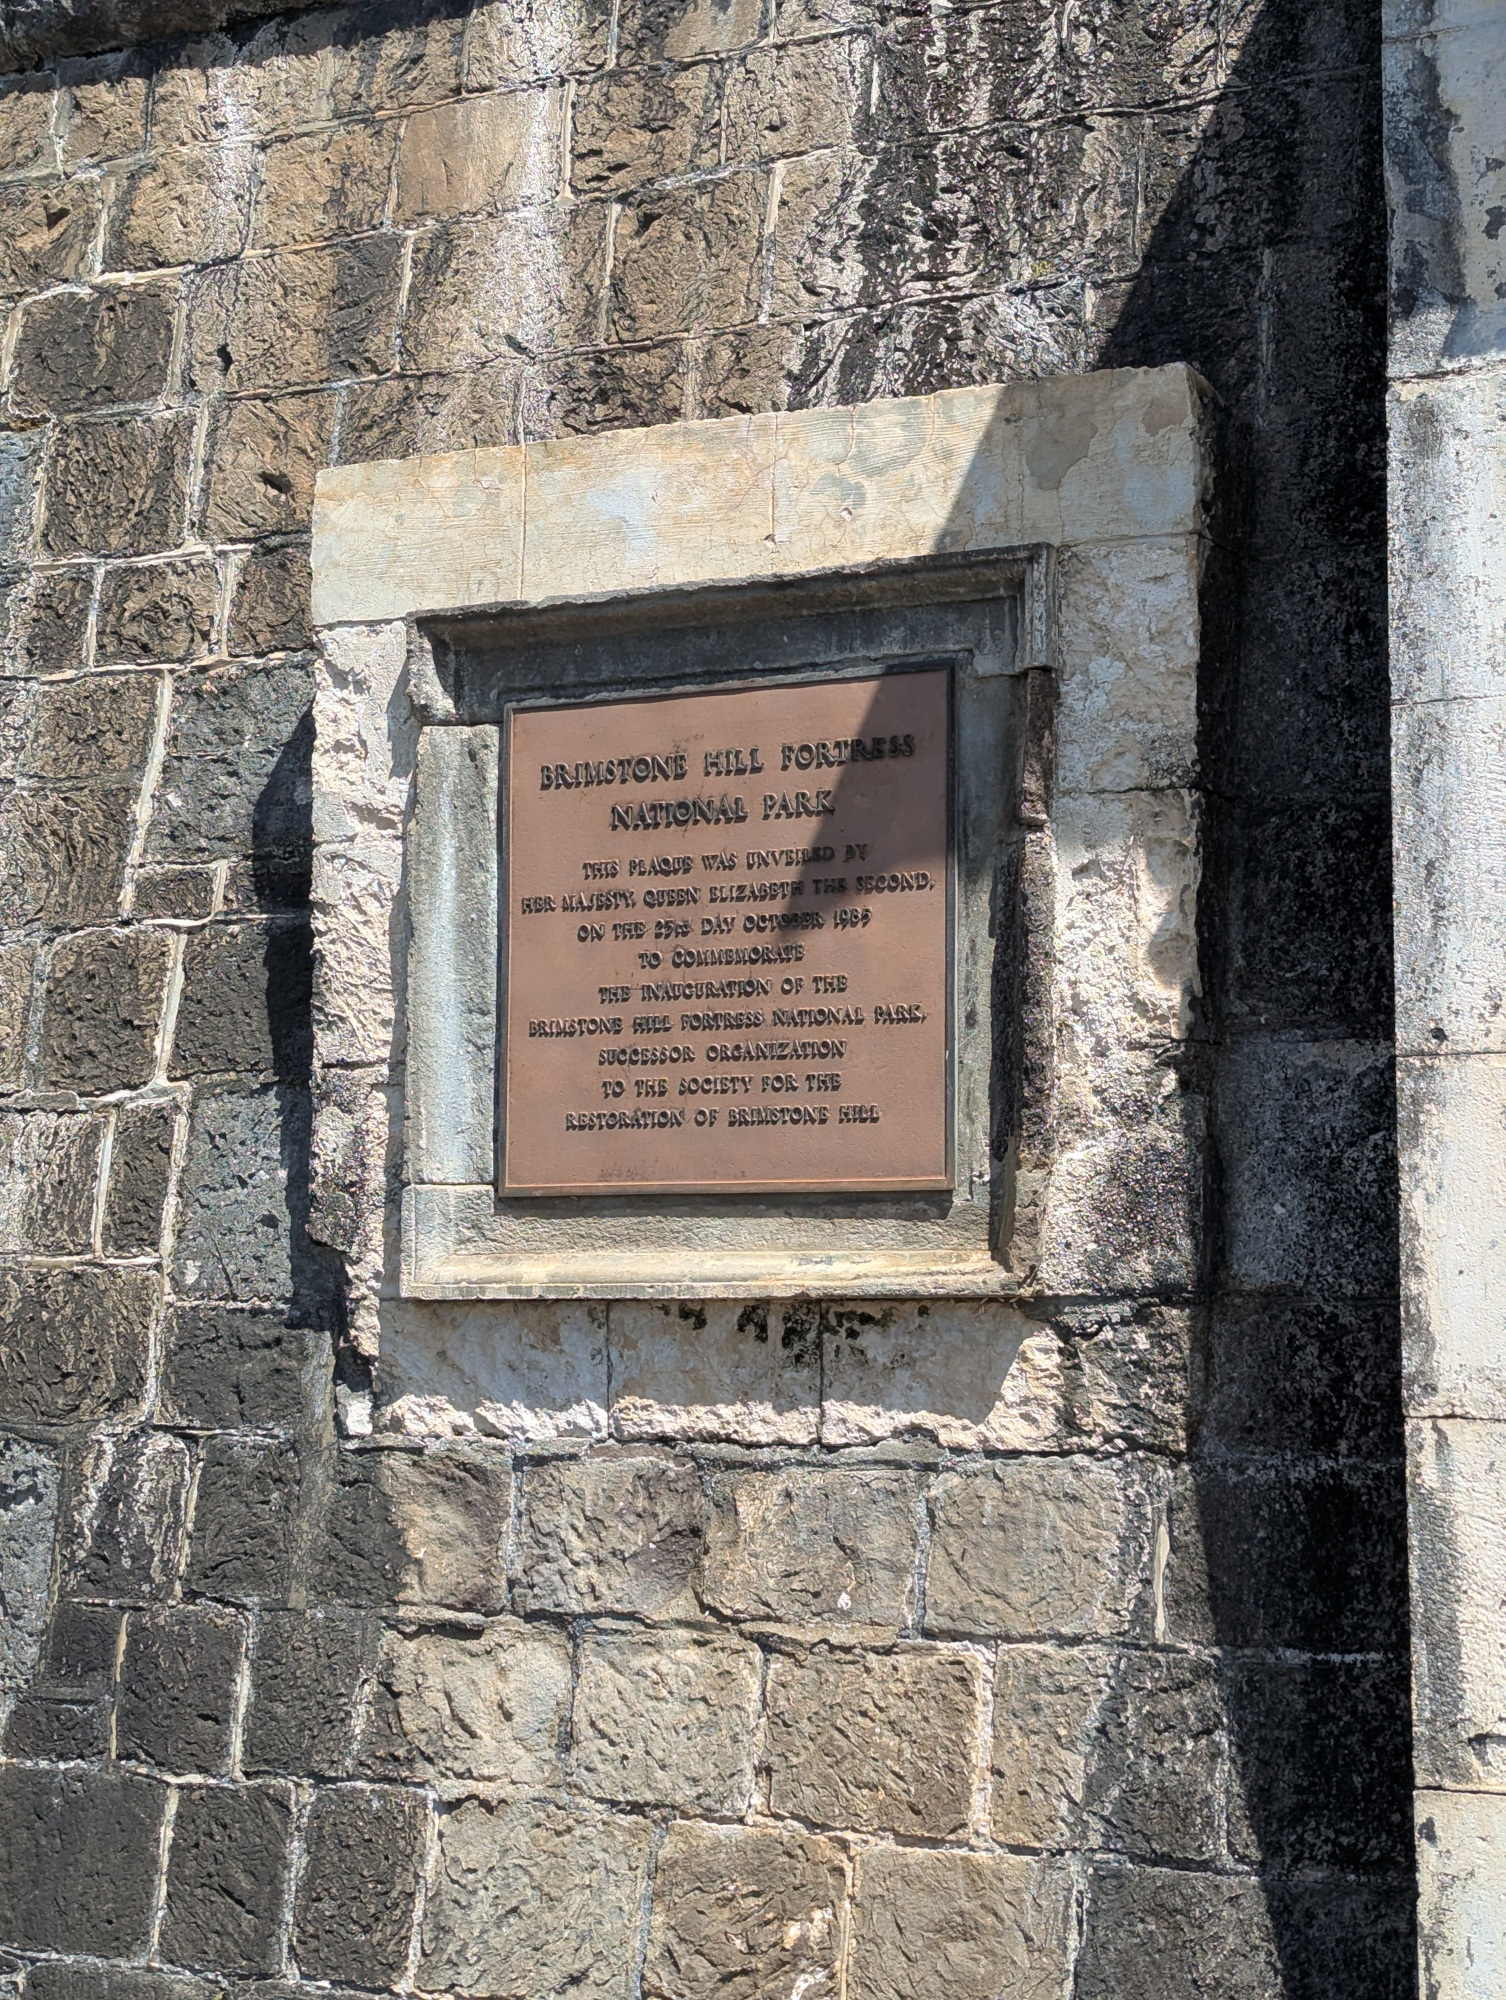 BRIMSTONE HILL FORTRESS
NATIONAL PARK
THIS PLAQUE WAS UNVEILED BY
HER MAJESTY, QUEEN ELIZABETH THE SECOND,
ON THE 25TH DAY OCTOBER 1985
TO COMMEMORATE
THE INAUGURATION OF THE
BRIMSTONE HILL FORTRESS NATIONAL PARK,
SUCCESSOR ORGANIZATION
TO THE SOCIETY FOR THE
RESTORATION OF BRIMSTONE HILL